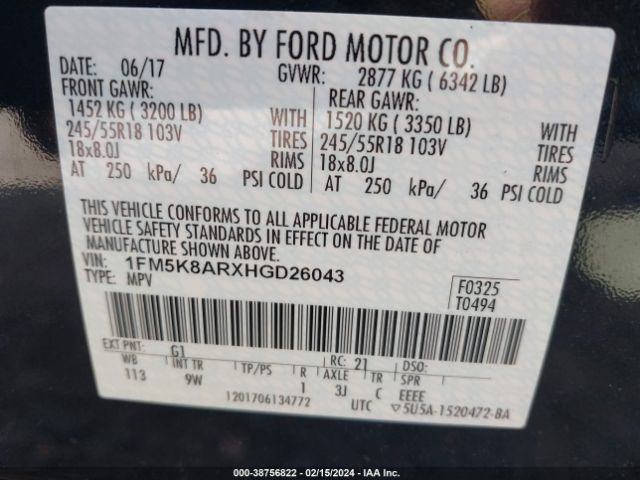 MFD. BY FORD MOTOR CO.
DATE: 06/17 GVWR: 2877 KG ( 6342 LB)
FRONT GAWR: REAR GAWR:
1452 KG ( 3200 LB) WITH 1520 KG ( 3350 LB) WITH
245/55R18 103V TIRES 245/55R18 103V TIRES
18x8.0J RIMS 18x8.0J RIMS
AT 250 kPa/ 36 PSI COLD AT 250 kPa/ 36 PSI COLD
THIS VEHICLE CONFORMS TO ALL APPLICABLE FEDERAL MOTOR
VEHICLE SAFETY STANDARDS IN EFFECT ON THE DATE OF
MANUFACTURE SHOWN ABOVE.
VIN: 1FM5K8ARXHGD26043
TYPE: MPV
F0325
T0494
EXT PNT: G1 RC: 21 DSO:
WB INT TR TP/PS R AXLE TR SPR
113 9W 1 3J C EEEE
1201706134772 UTC ▽5U5A-1520472-BA
000-38756822 - 02/15/2024 - IAA Inc.